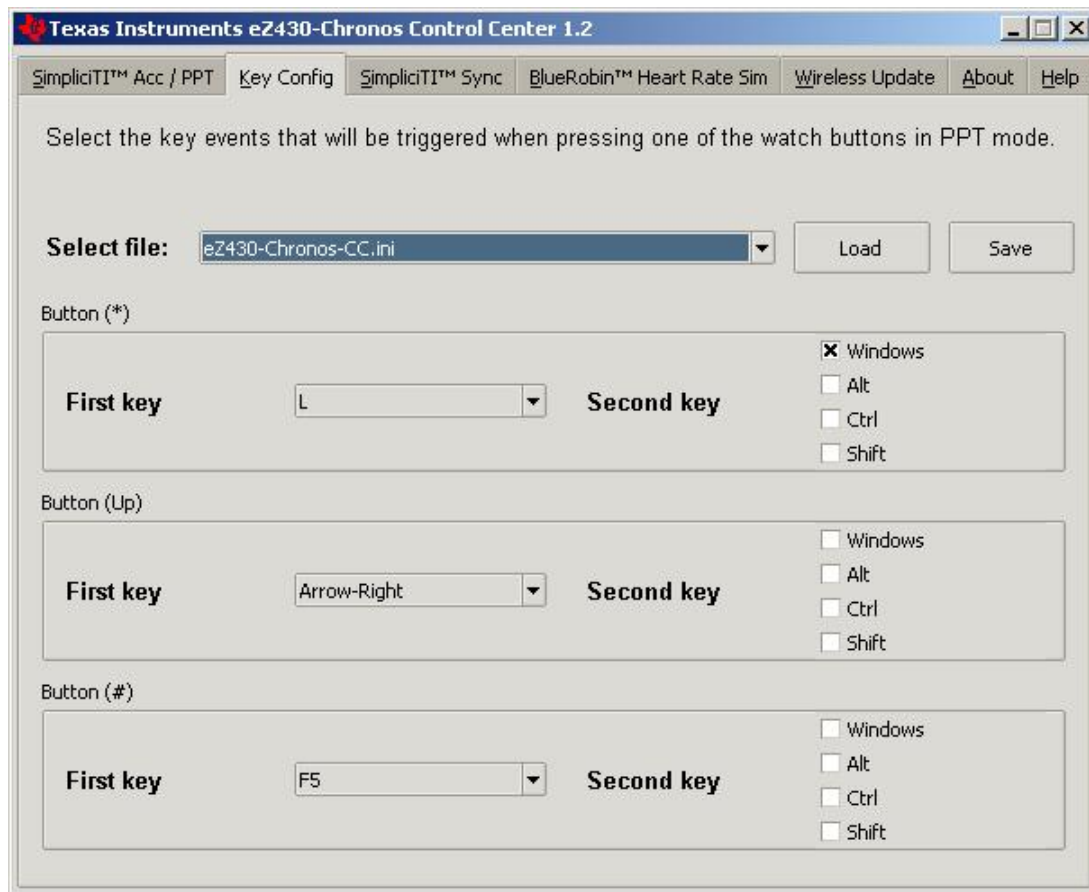 Texas Instruments eZ430-Chronos Control Center 1.2
SimpliciTI™ Acc / PPT Key Config SimpliciTI™ Sync BlueRobin™ Heart Rate Sim Wireless Update About Help
Select the key events that will be triggered when pressing one of the watch buttons in PPT mode.
Select file: eZ430-Chronos-CC.ini Load Save
Button (*)
Windows
Alt
First key L Second key
Ctrl
Shift
Button (Up)
Windows
Alt
First key Arrow-Right Second key
Ctrl
Shift
Button (#)
Windows
Alt
First key F5 Second key
Ctrl
Shift